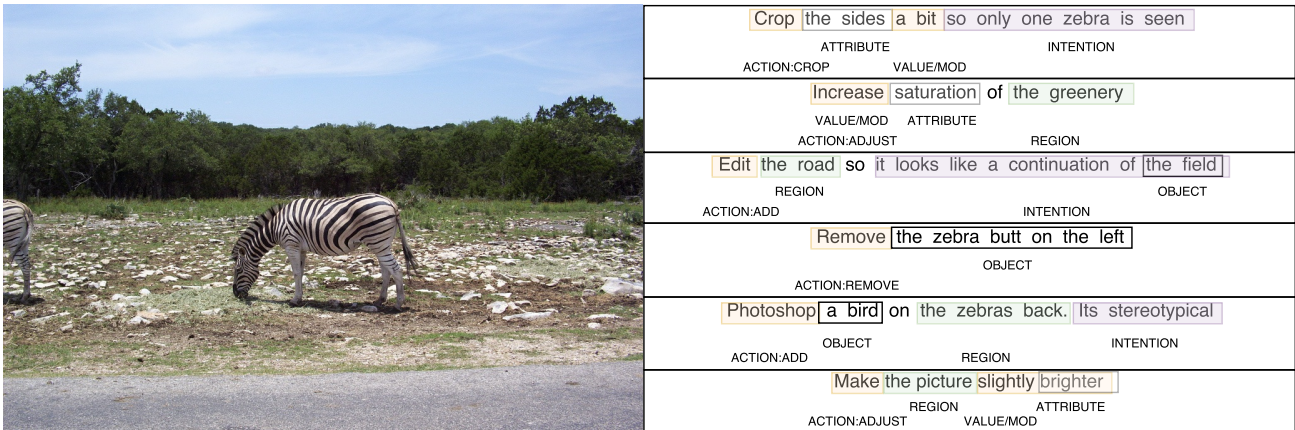 Crop the sides a bit so only one zebra is seen
ATTRIBUTE INTENTION
ACTION:CROP VALUE/MOD
Increase saturation of the greenery
VALUE/MOD ATTRIBUTE
ACTION:ADJUST REGION
Edit the road so it looks like a continuation of the field
REGION OBJECT
ACTION:ADD INTENTION
Remove the zebra butt on the left
OBJECT
ACTION:REMOVE
Photoshop a bird on the zebras back. Its stereotypical
OBJECT INTENTION
ACTION:ADD REGION
Make the picture slightly brighter
REGION ATTRIBUTE
ACTION:ADJUST VALUE/MOD